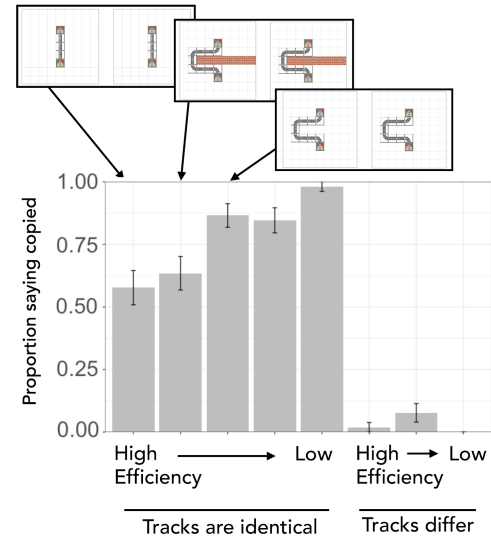 Proportion saying copied
1.00
0.75
0.50
0.25
0.00
High
Efficiency
Low
High
Efficiency
Low
Tracks are identical
Tracks differ